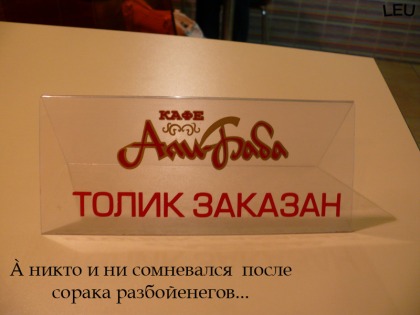 LEU
КАФЕ
Али-Баба
ТОЛИК ЗАКАЗАН
À никто и ни сомневался после
сорака разбойенегов...